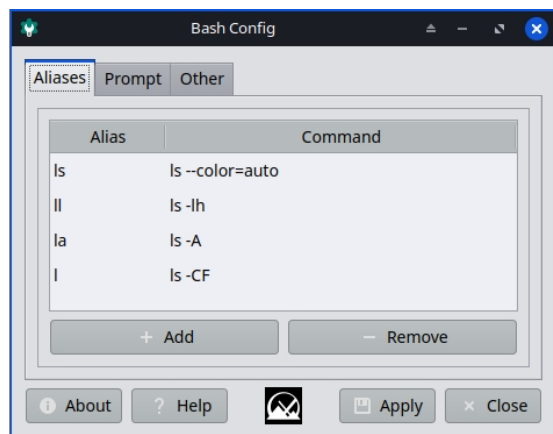 Bash Config
Aliases Prompt Other
Alias Command
ls ls --color=auto
ll ls -lh
la ls -A
l ls -CF
+ Add − Remove
About ? Help Apply × Close